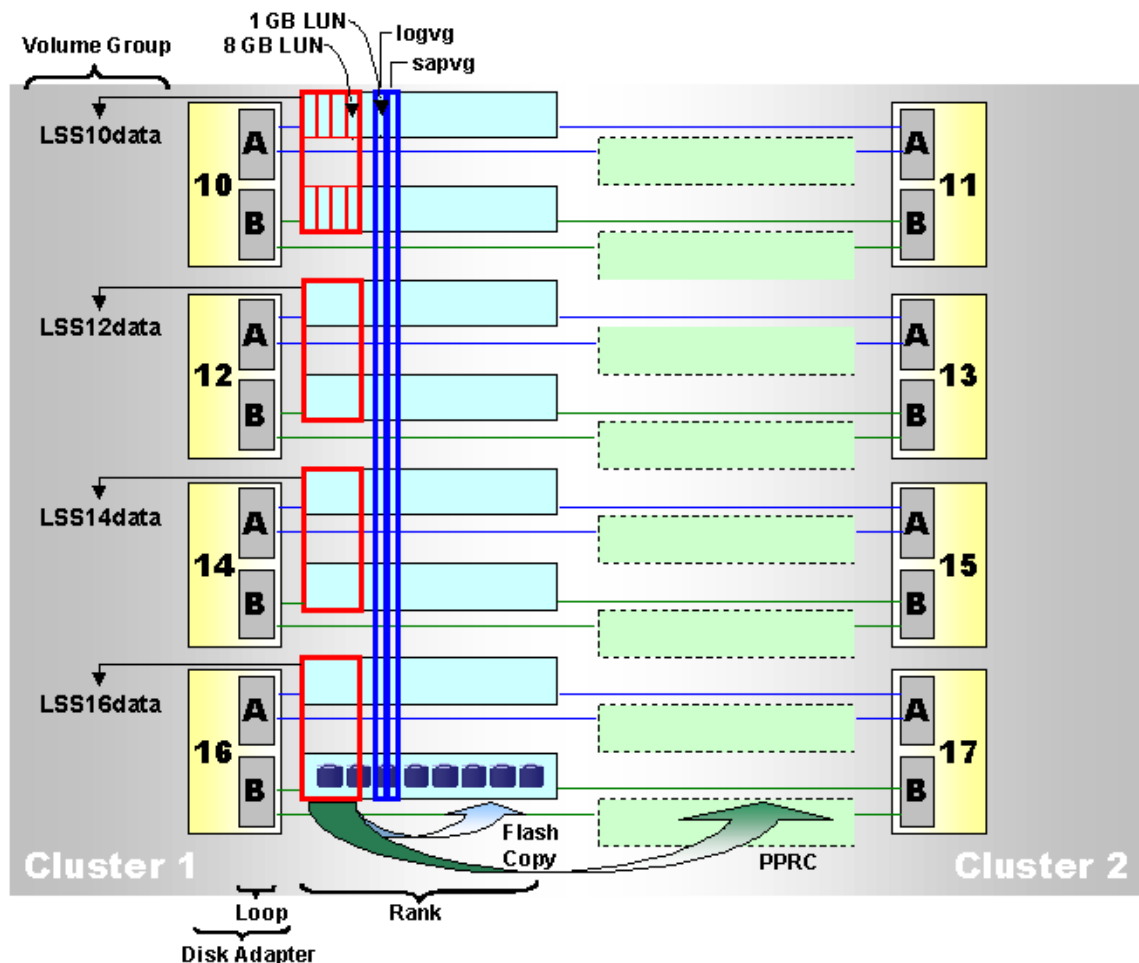 1 GB LUN
8 GB LUN
logvg
sapvg
Volume Group
LSS10data
10
A
B
11
A
B
LSS12data
12
A
B
13
A
B
LSS14data
14
A
B
15
A
B
LSS16data
16
A
B
17
A
B
Flash
Copy
PPRC
Cluster 1
Cluster 2
Loop
Rank
Disk Adapter